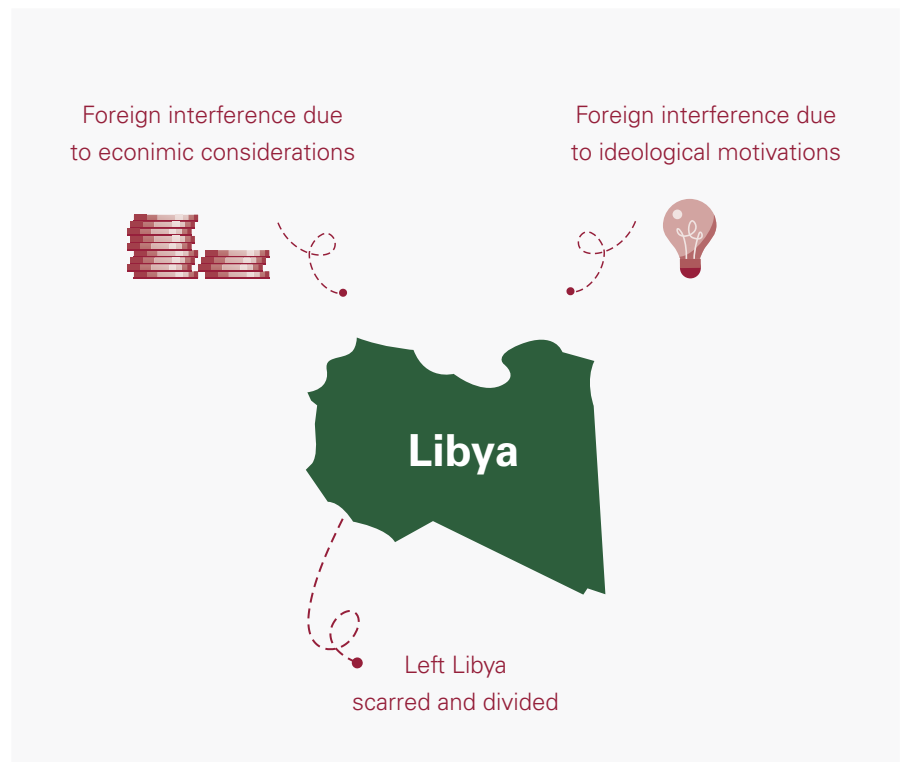 Foreign interference due
to econimic considerations
Foreign interference due
to ideological motivations
Libya
Left Libya
scarred and divided